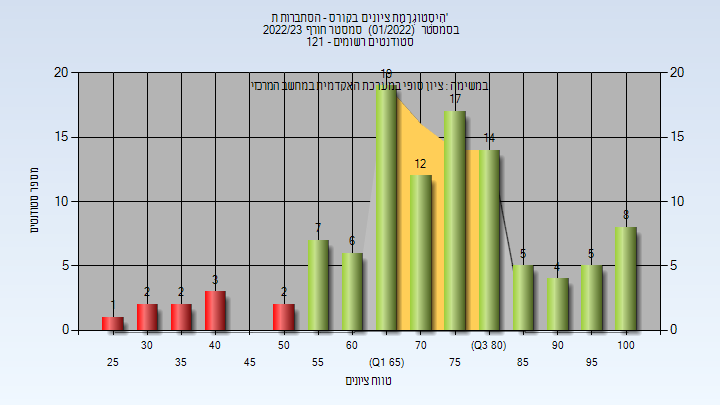 היסטוגרמת ציונים בקורס - הסתברות ת'
בסמסטר (01/2022) סמסטר חורף 2022/23
סטודנטים רשומים - 121
במשימה : ציון סופי במערכת האקדמית במחשב המרכזי
מספר סטודנטים
20 20
15 15
10 10
5 5
0 0
1 2 2 3 2 7 6 19 12 17 14 5 4 5 8
30 40 50 60 70 (Q3 80) 90 100
25 35 45 55 (Q1 65) 75 85 95
טווח ציונים